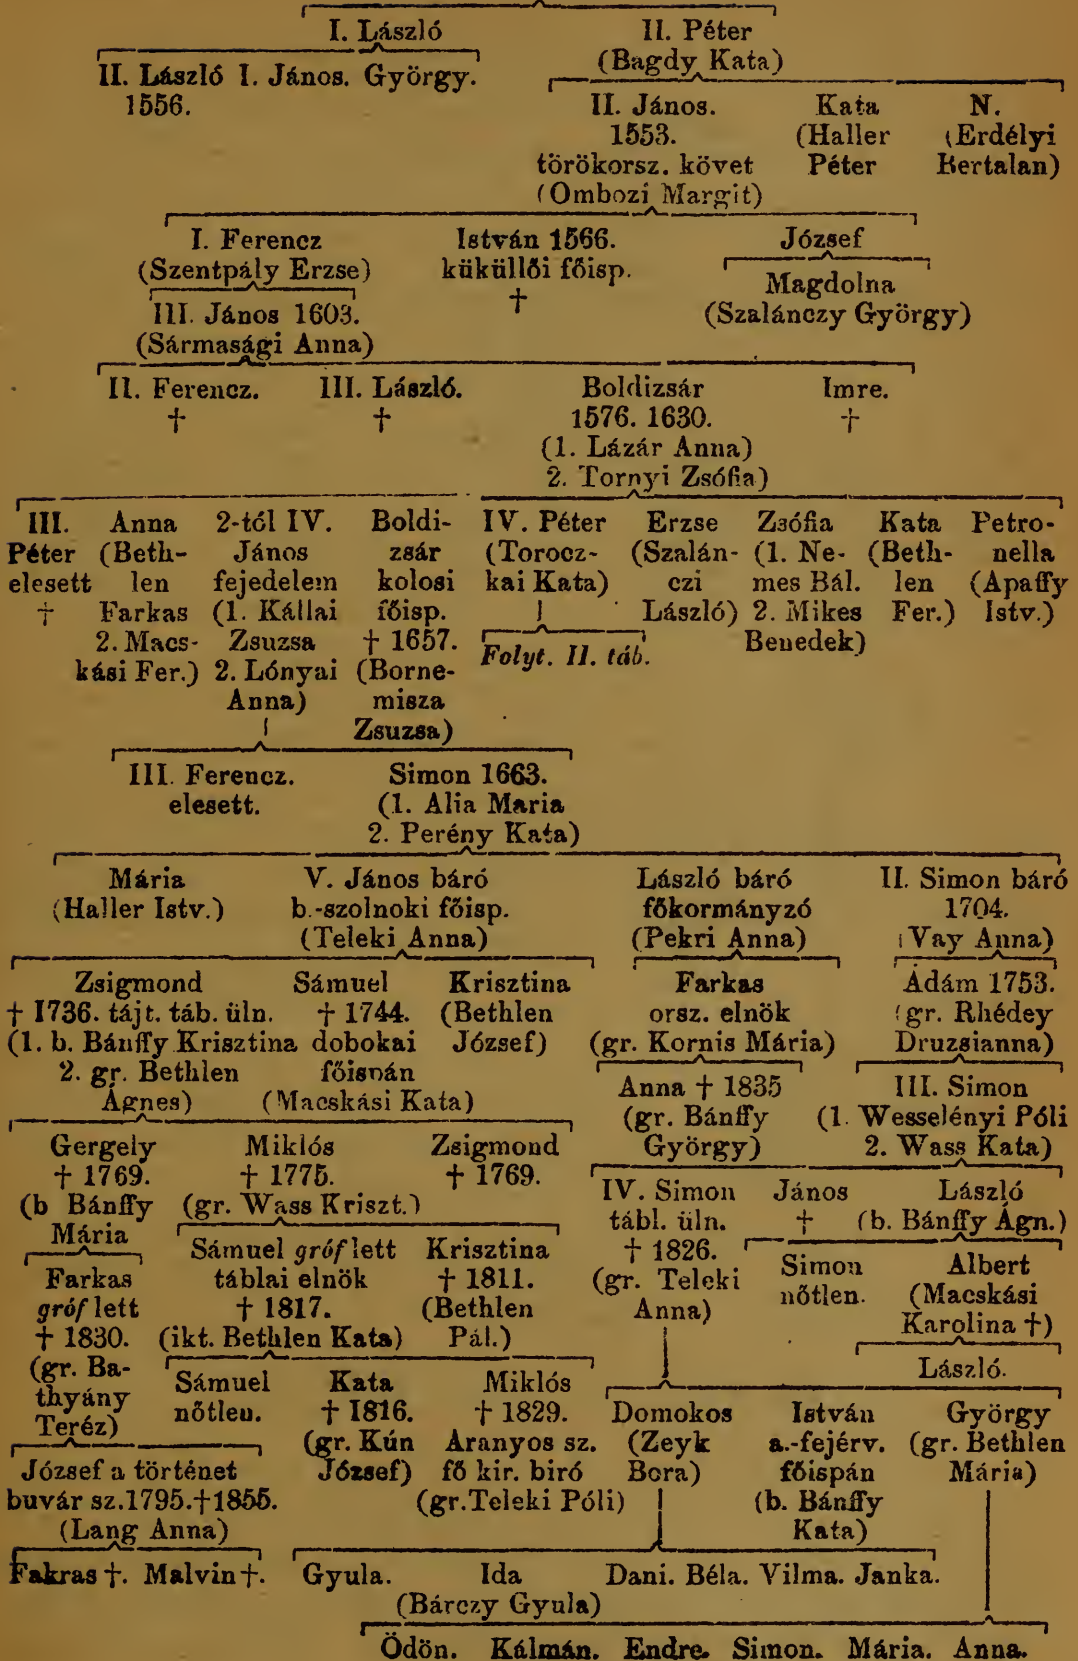 I. László II. Péter
(Bagdy Kata)
II. László I. János. György.
1556.
II. János. Kata N.
1553. (Haller (Erdélyi
törökorsz. követ Péter Bertalan)
(Ombozi Margit)
I. Ferencz István 1566. József
(Szentpály Erzse) küküllői főisp.
† Magdolna
III. János 1603. (Szalánczy György)
(Sármasági Anna)
II. Ferencz. III. László. Boldizsár Imre.
† † 1576. 1630. †
(1. Lázár Anna)
2. Tornyi Zsófia)
III. Anna 2-tól IV. Boldi- IV. Péter Erzse Zsófia Kata Petro-
Péter (Beth- János zsár (Torocz- (Szalán- (1. Ne- (Beth- nella
elesett len fejedelem kolosi kai Kata) czi mes Bál. len (Apaffy
† Farkas (1. Kállai főisp. László) 2. Mikes Fer.) Istv.)
2. Macs- Zsuzsa † 1657. Folyt. II. táb. Benedek)
kási Fer.) 2. Lónyai (Borne-
Anna) misza
Zsuzsa)
III. Ferencz. Simon 1663.
elesett. (1. Alia Maria
2. Perény Kata)
Mária V. János báró László báró II. Simon báró
(Haller Istv.) b.-szolnoki főisp. főkormányzó 1704.
(Teleki Anna) (Pekri Anna) (Vay Anna)
Zsigmond Sámuel Krisztina Farkas Ádám 1753.
† 1736. tájt. táb. üln. † 1744. (Bethlen orsz. elnök (gr. Rhédey
(1. b. Bánffy Krisztina dobokai József) (gr. Kornis Mária) Druzsianna)
2. gr. Bethlen főispán Anna † 1835 III. Simon
Ágnes) (Macskási Kata) (gr. Bánffy (1. Wesselényi Póli
György) 2. Wass Kata)
Gergely Miklós Zsigmond
† 1769. † 1775. † 1769.
(b Bánffy (gr. Wass Kriszt.) IV. Simon János László
Mária tábl. üln. † (b. Bánffy Ágn.)
Sámuel gróf lett Krisztina † 1826. Simon Albert
Farkas táblai elnök † 1811. (gr. Teleki nőtlen. (Macskási
gróf lett † 1817. (Bethlen Anna) Karolina †)
† 1830. (ikt. Bethlen Kata) Pál.)
(gr. Ba- László.
thyány Sámuel Kata Miklós
Teréz) nőtlen. † 1816. † 1829. Domokos István György
(gr. Kún Aranyos sz. (Zeyk a.-fejérv. (gr. Bethlen
József a történet József) fő kir. biró Bora) főispán Mária)
buvár sz.1795.†1855. (gr.Teleki Póli) (b. Bánffy
(Lang Anna) Kata)
Fakras †. Malvin †. Gyula. Ida Dani. Béla. Vilma. Janka.
(Bárczy Gyula)
Ödön. Kálmán. Endre. Simon. Mária. Anna.